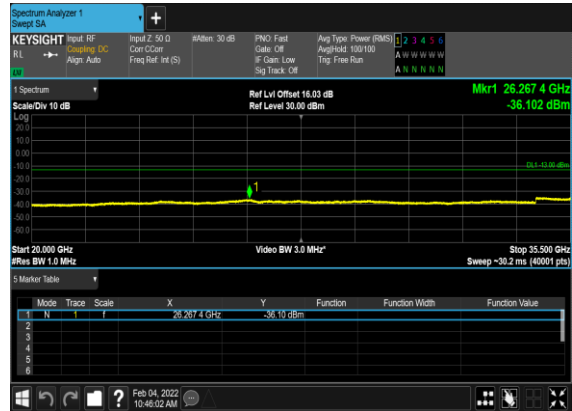 Spectrum Analyzer 1
Swept SA
+
KEYSIGHT Input: RF Input Z: 50 Ω #Atten: 30 dB PNO: Fast Avg Type: Power (RMS) 1 2 3 4 5 6
RL Coupling: DC Corr CCorr Gate: Off Avg|Hold: 100/100 A W W W W W
Align: Auto Freq Ref: Int (S) IF Gain: Low Trig: Free Run
Sig Track: Off A N N N N N
1 Spectrum Ref Lvl Offset 16.03 dB Mkr1 26.267 4 GHz
Scale/Div 10 dB Ref Level 30.00 dBm -36.102 dBm
Log
20.0
10.0
0.00
-10.0 DL1 -13.00 dBm
-20.0
-30.0 1
-40.0
-50.0
-60.0
Start 20.000 GHz Video BW 3.0 MHz* Stop 35.500 GHz
#Res BW 1.0 MHz Sweep ~30.2 ms (40001 pts)
5 Marker Table
Mode Trace Scale X Y Function Function Width Function Value
1 N 1 f 26.267 4 GHz -36.10 dBm
2
3
4
5
6
? Feb 04, 2022
10:46:02 AM